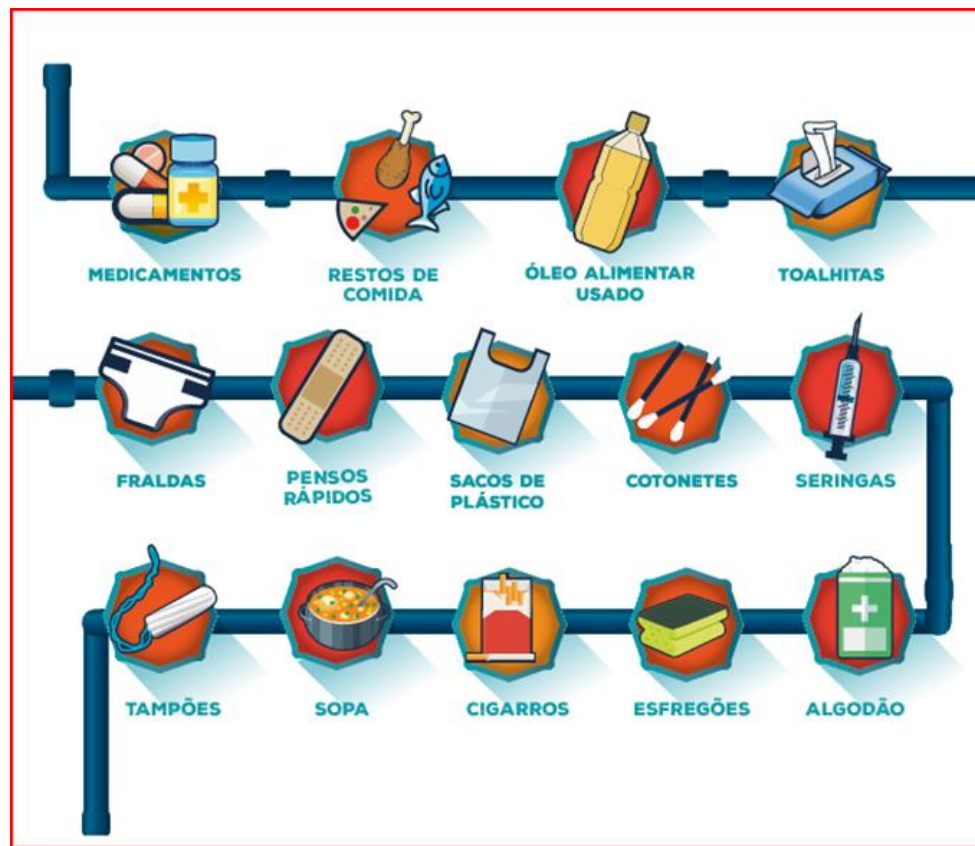 MEDICAMENTOS
RESTOS DE
COMIDA
ÓLEO ALIMENTAR
USADO
TOALHITAS
FRALDAS
PENSOS
RÁPIDOS
SACOS DE
PLÁSTICO
COTONETES
SERINGAS
TAMPÕES
SOPA
CIGARROS
ESFREGÕES
ALGODÃO